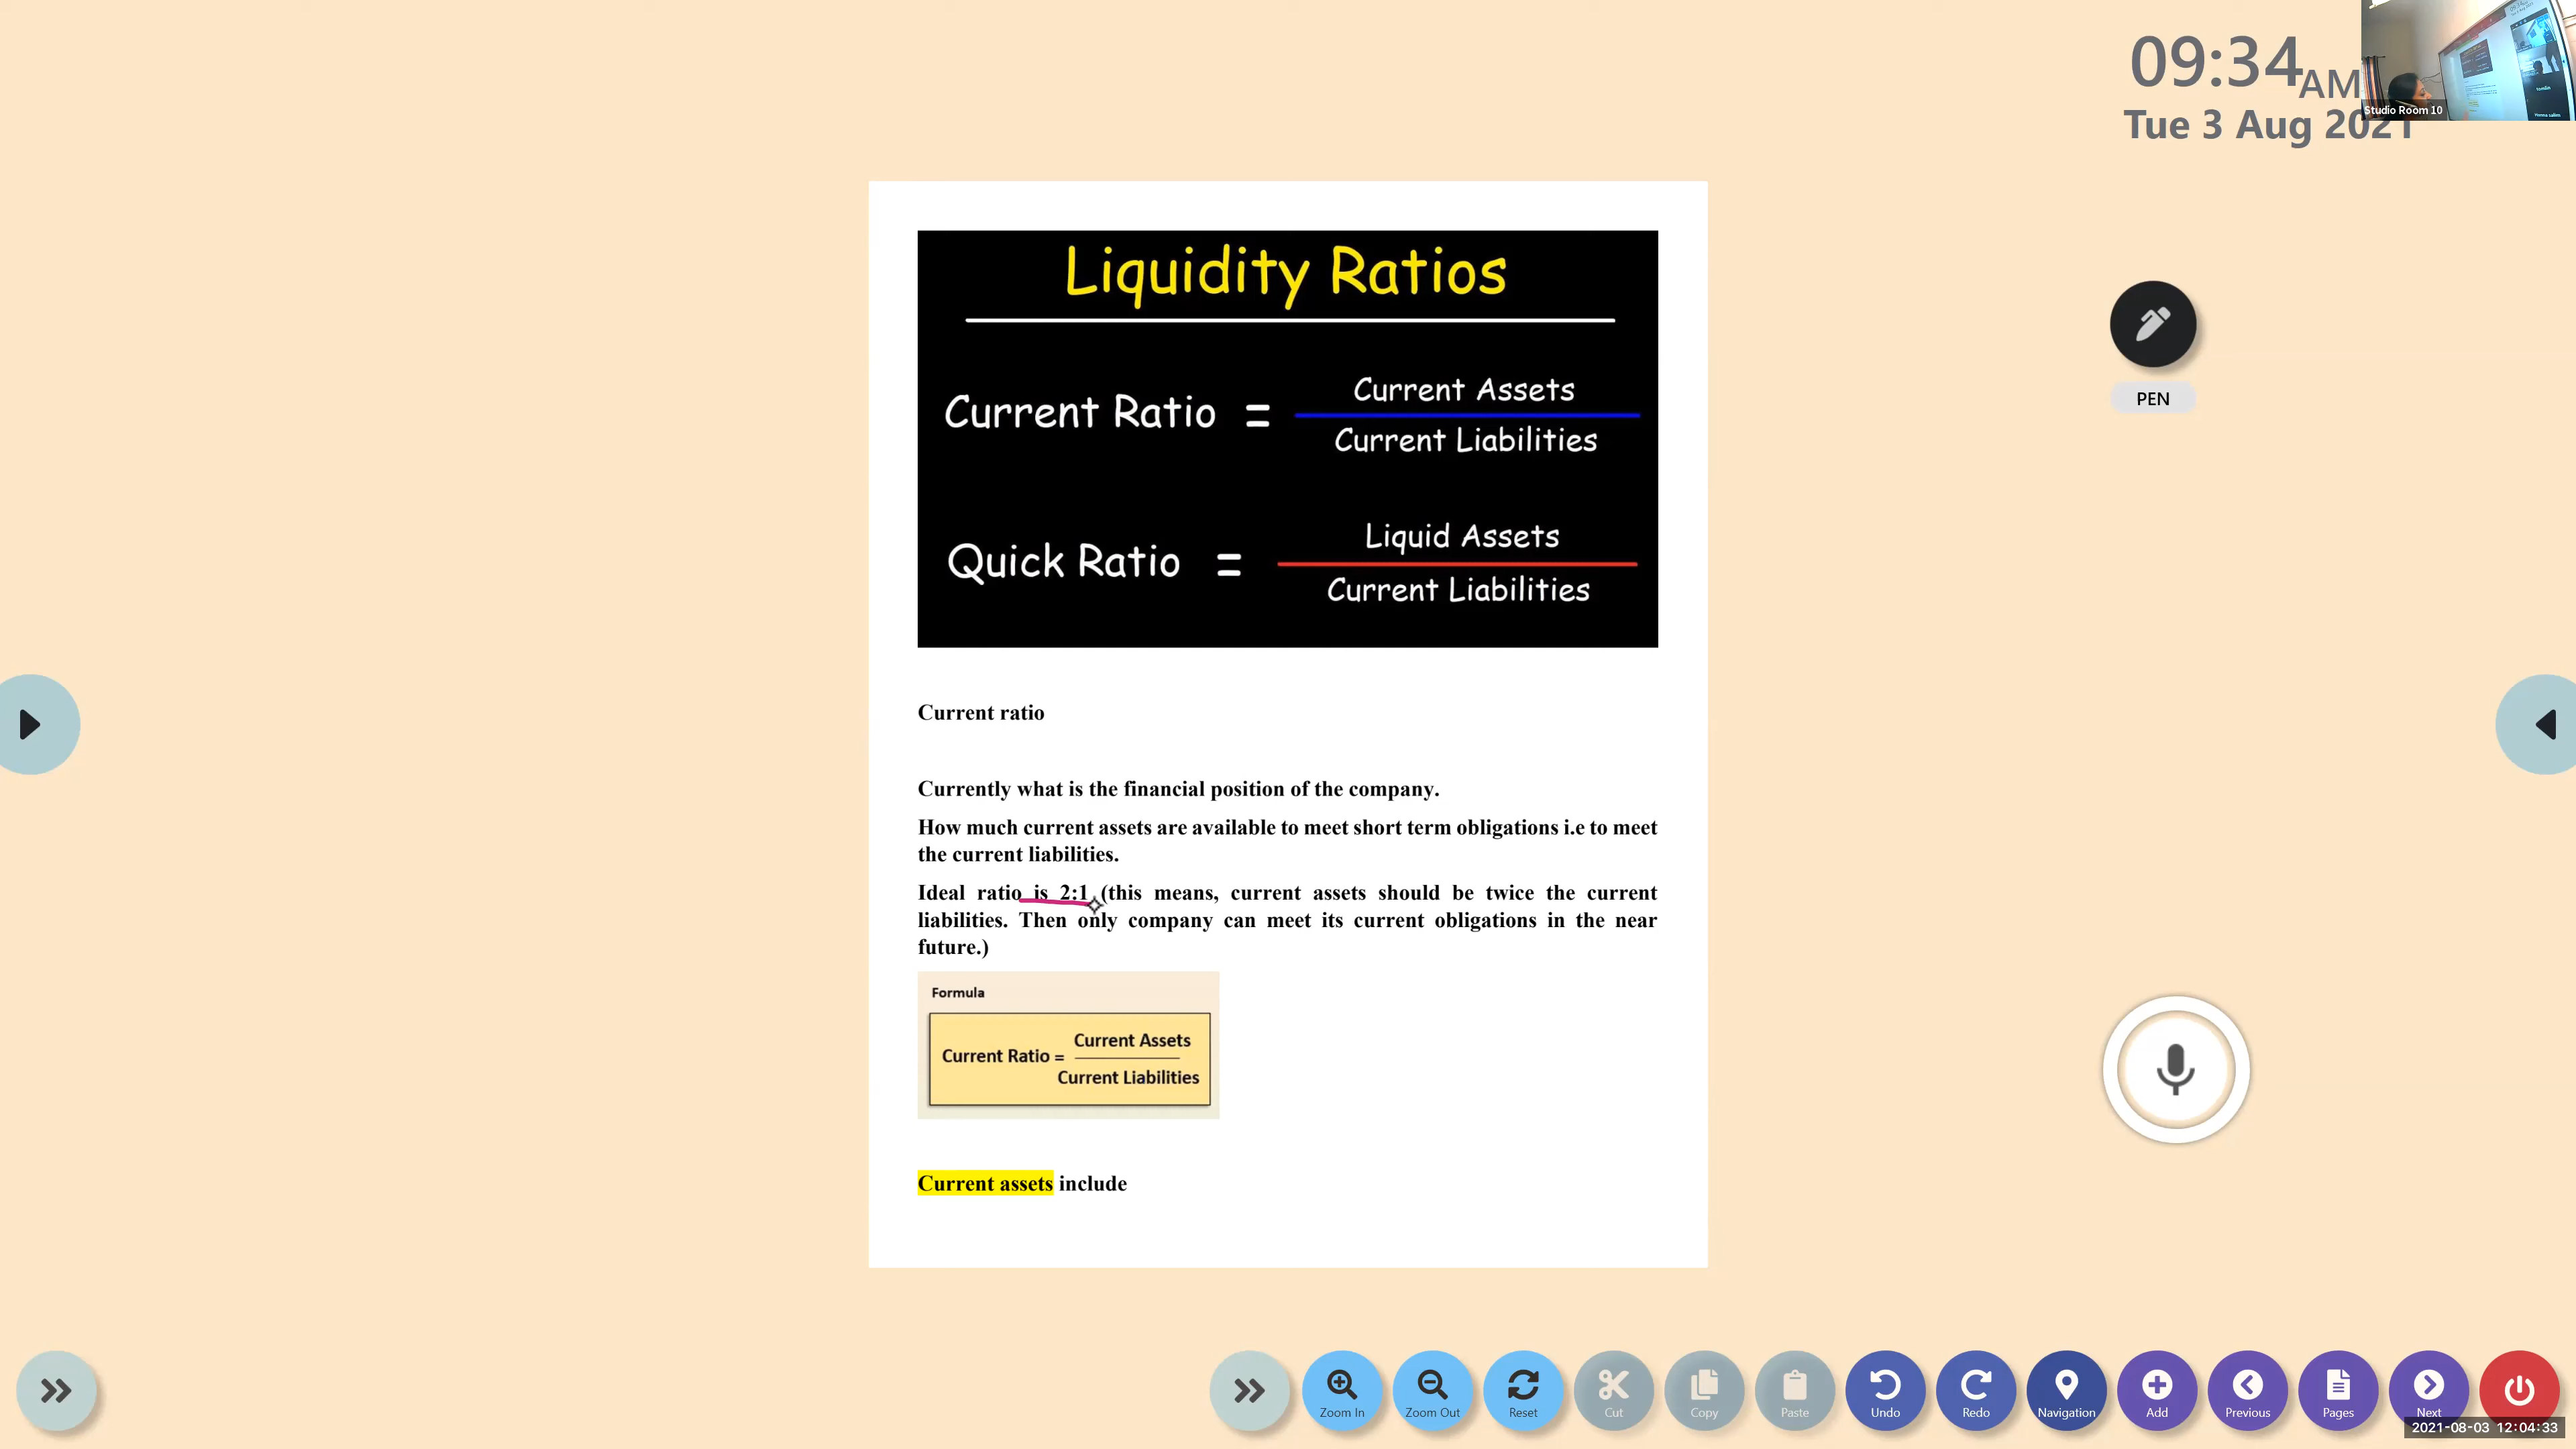 09:34 AM
Tue 3 Aug 2021
Studio Room 10
Liquidity Ratios
Current Ratio = Current Assets
Current Liabilities
Quick Ratio = Liquid Assets
Current Liabilities
PEN
Current ratio
Currently what is the financial position of the company.
How much current assets are available to meet short term obligations i.e to meet
the current liabilities.
Ideal ratio is 2:1 (this means, current assets should be twice the current
liabilities. Then only company can meet its current obligations in the near
future.)
Formula
Current Ratio = Current Assets
Current Liabilities
Current assets include
Zoom In
Zoom Out
Reset
Cut
Copy
Paste
Undo
Redo
Navigation
Add
Previous
Pages
Next
2021-08-03 12:04:33